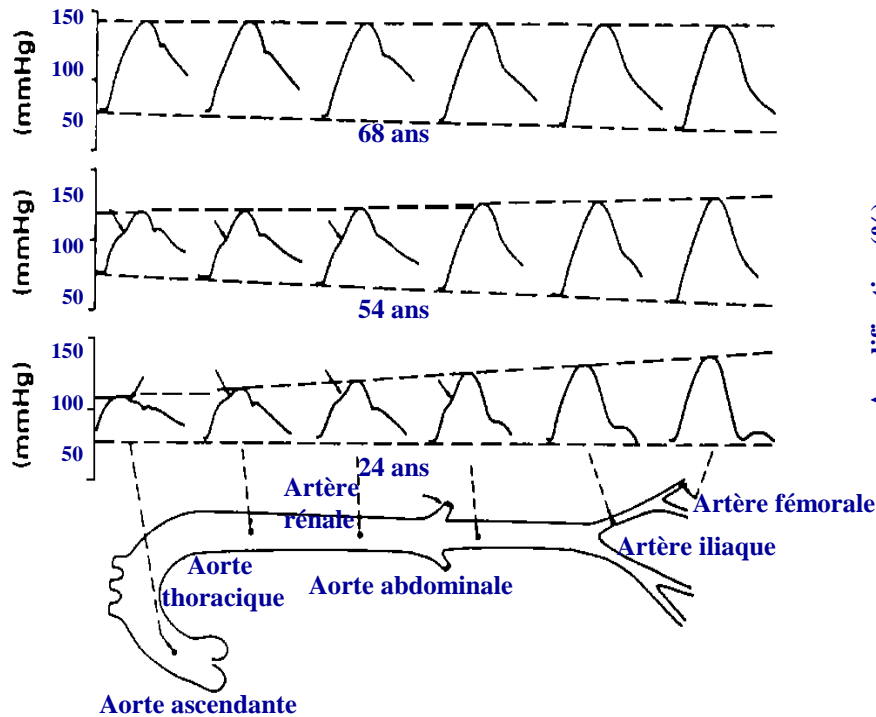 150
100
50
(mmHg)
68 ans
150
100
50
(mmHg)
54 ans
150
100
50
(mmHg)
24 ans
Artère
rénale
Artère fémorale
Artère iliaque
Aorte
thoracique
Aorte abdominale
Aorte ascendante